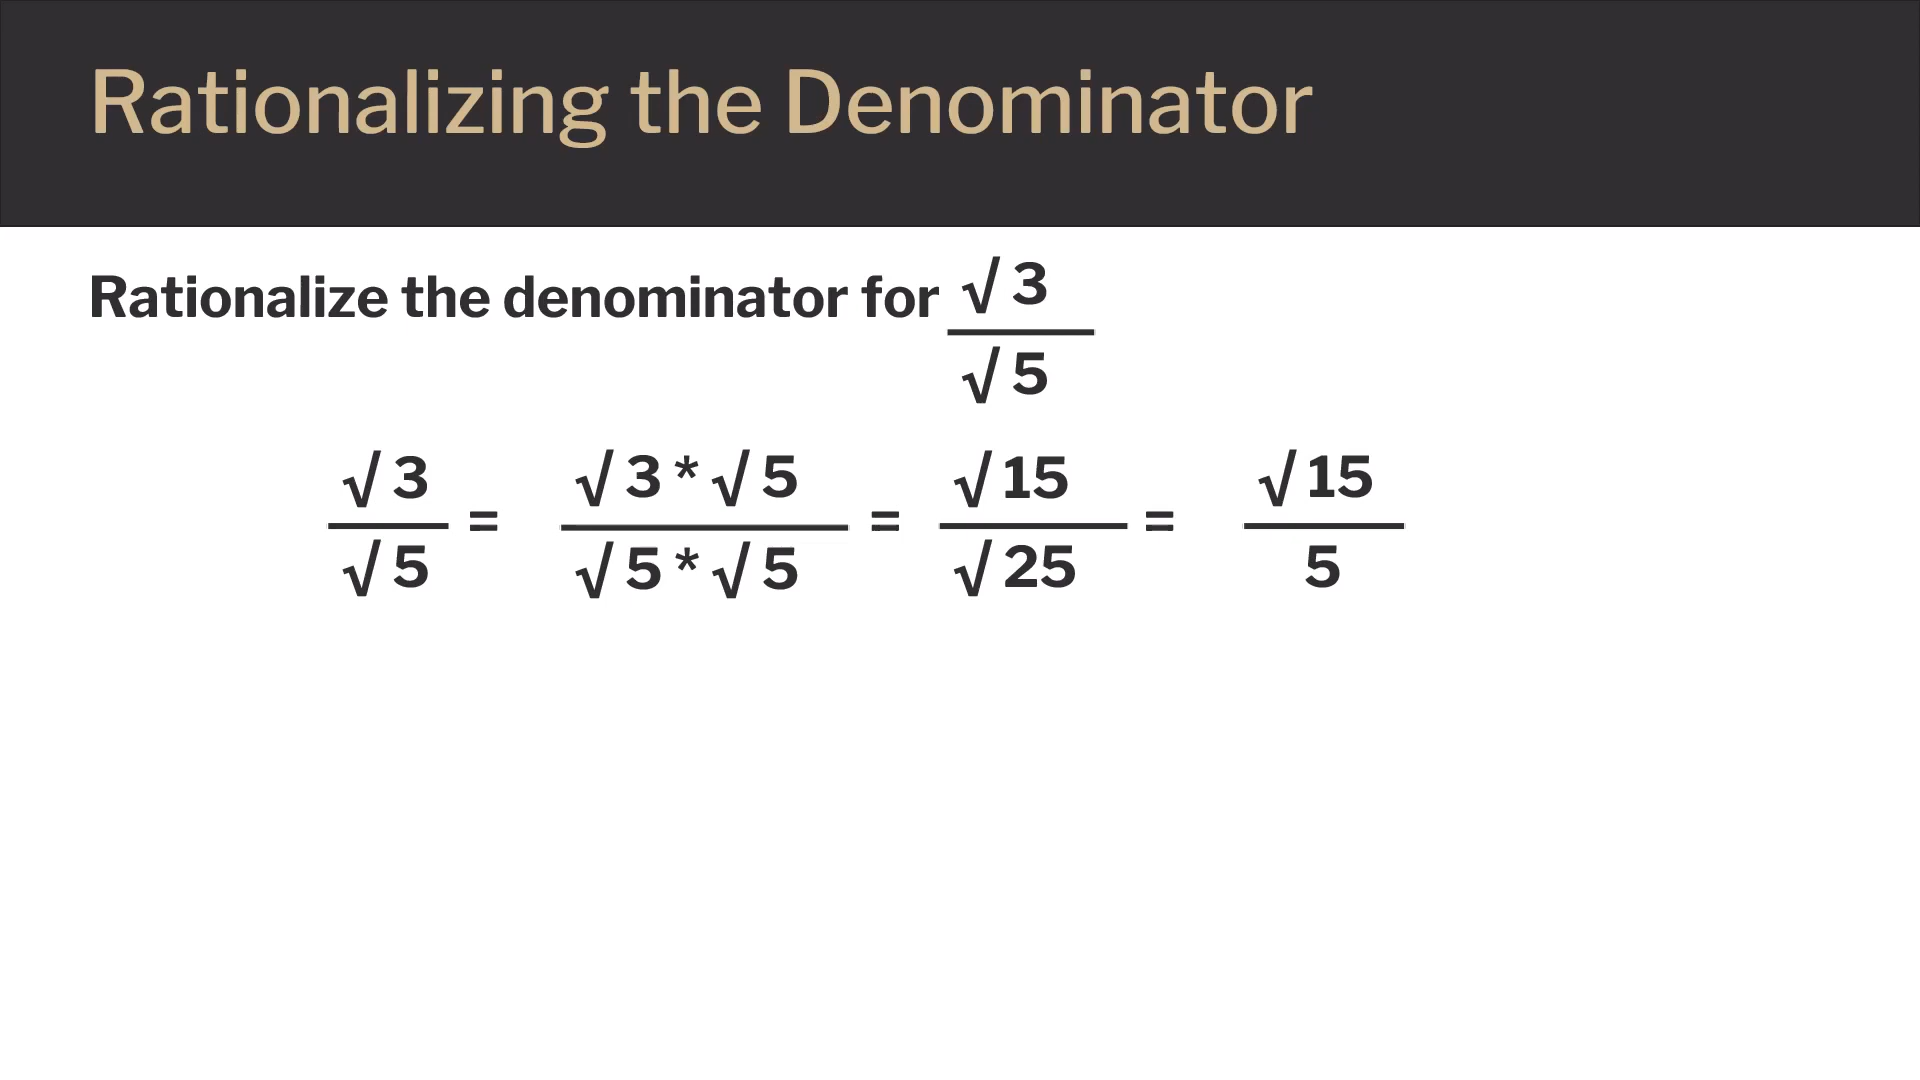 Rationalizing the Denominator
Rationalize the denominator for √3
√5
√3 = √3 * √5 = √15 = √15
√5 √5 * √5 √25 5